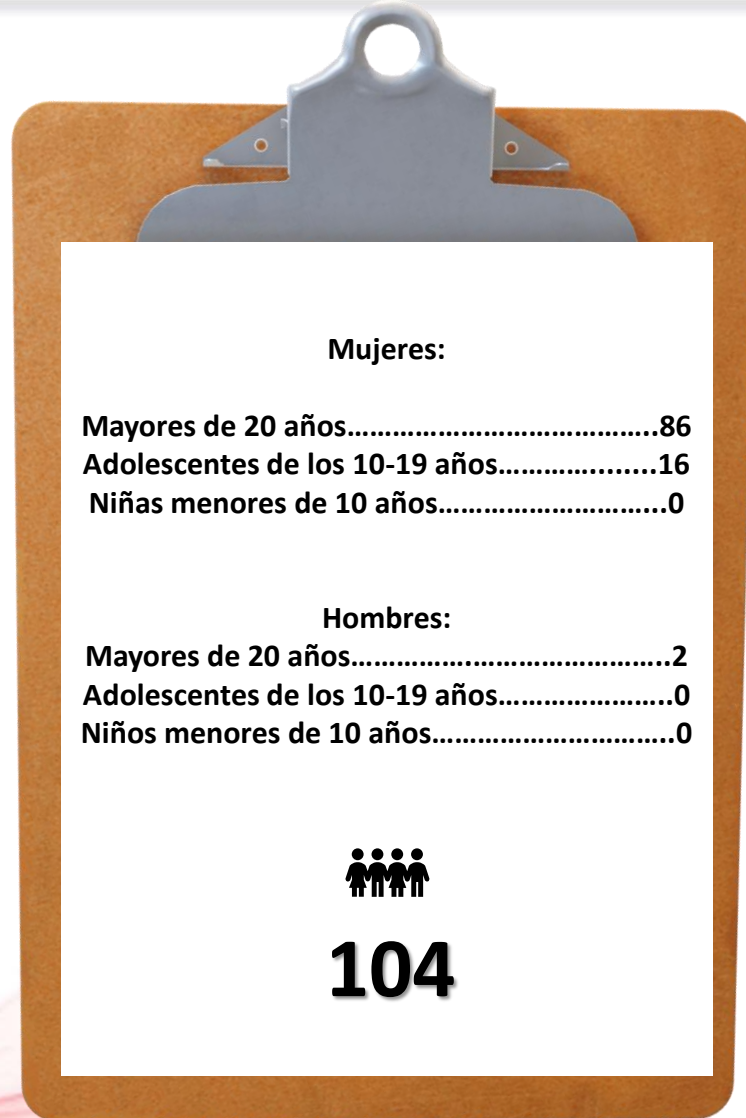 Mujeres:
Mayores de 20 años…………………………………..86
Adolescentes de los 10-19 años………….........16
Niñas menores de 10 años……………………...0
Hombres:
Mayores de 20 años…………….……………………..2
Adolescentes de los 10-19 años…………………..0
Niños menores de 10 años………………………..0
104